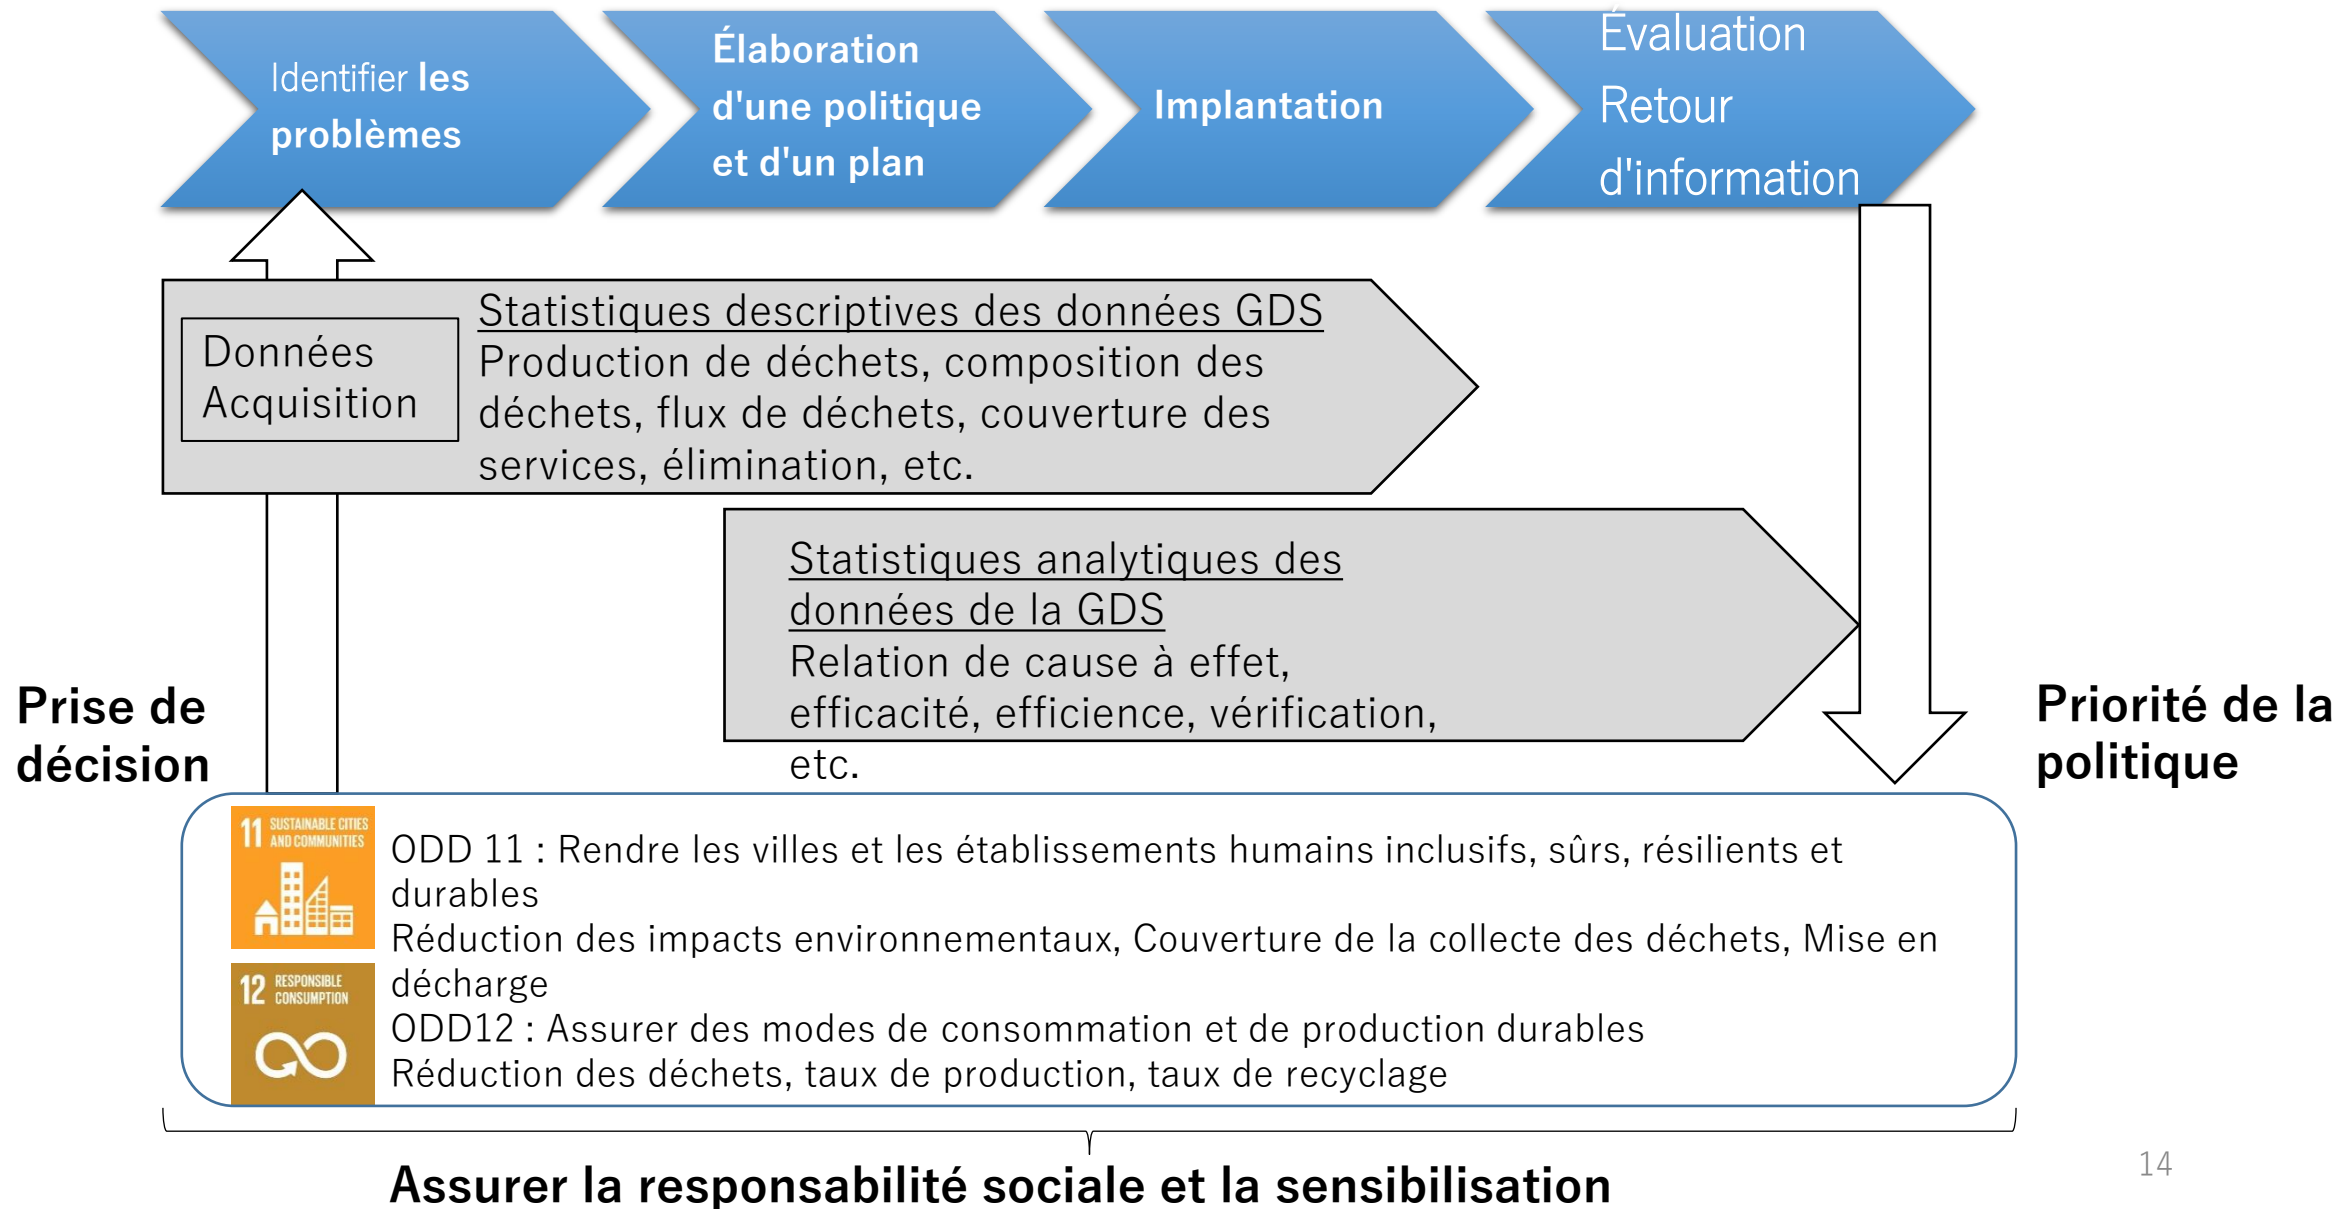 Identifier les
problèmes
Élaboration
d'une politique
et d'un plan
Implantation
Évaluation
Retour
d'information
Données
Acquisition
Statistiques descriptives des données GDS
Production de déchets, composition des
déchets, flux de déchets, couverture des
services, élimination, etc.
Statistiques analytiques des
données de la GDS
Relation de cause à effet,
efficacité, efficience, vérification,
etc.
Prise de
décision
Priorité de la
politique
11 SUSTAINABLE CITIES
AND COMMUNITIES
ODD 11 : Rendre les villes et les établissements humains inclusifs, sûrs, résilients et
durables
Réduction des impacts environnementaux, Couverture de la collecte des déchets, Mise en
décharge
12 RESPONSIBLE
CONSUMPTION
ODD12 : Assurer des modes de consommation et de production durables
Réduction des déchets, taux de production, taux de recyclage
Assurer la responsabilité sociale et la sensibilisation
14